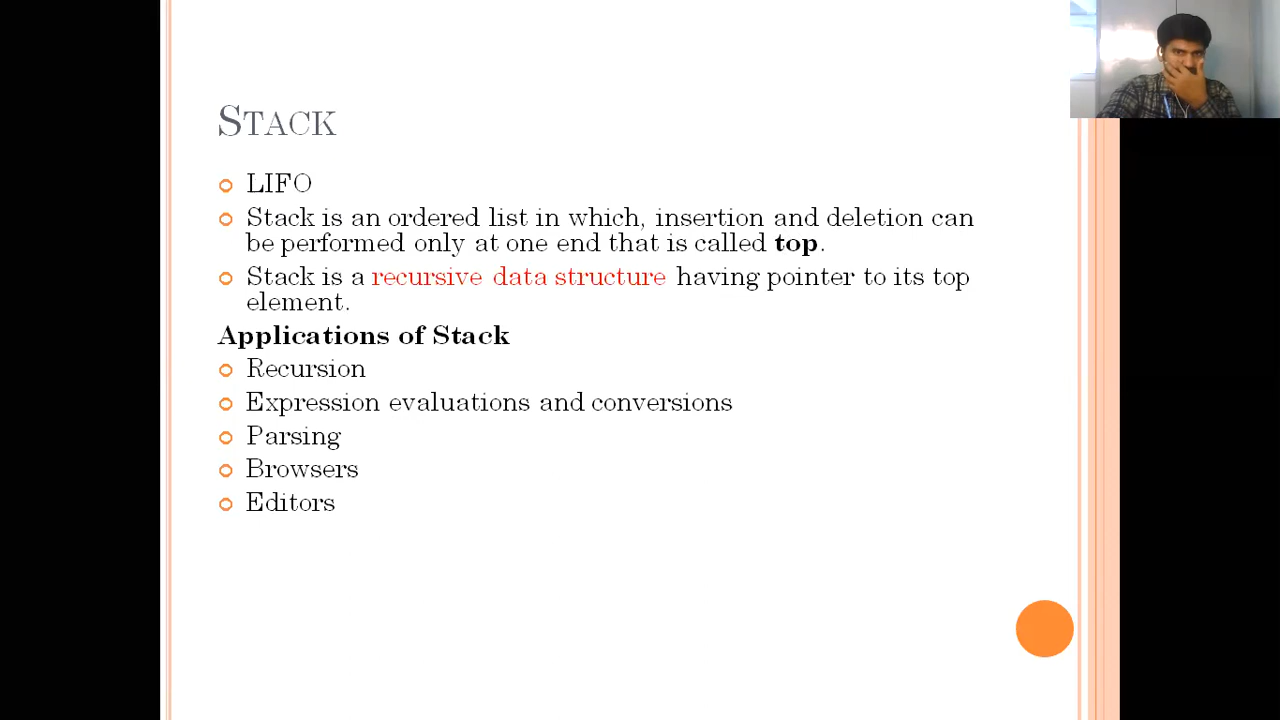 STACK
LIFO
Stack is an ordered list in which, insertion and deletion can
be performed only at one end that is called top.
Stack is a recursive data structure having pointer to its top
element.
Applications of Stack
Recursion
Expression evaluations and conversions
Parsing
Browsers
Editors